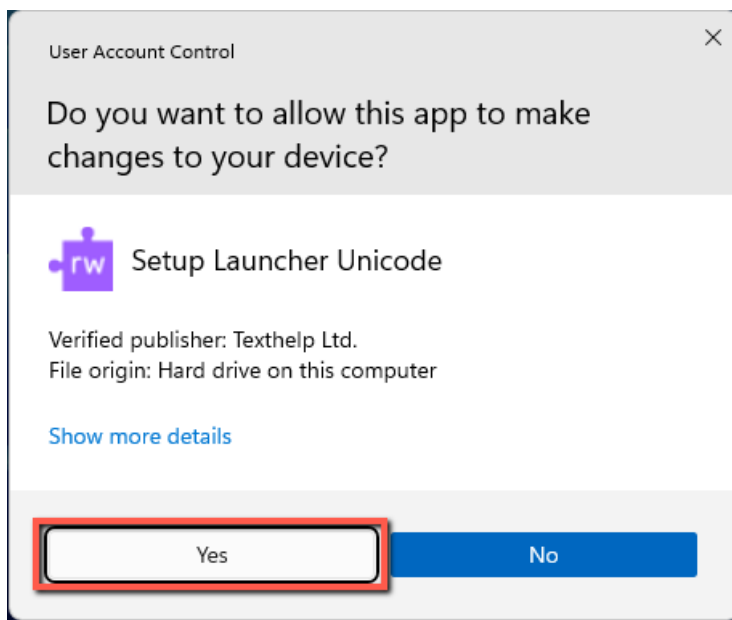 User Account Control
Do you want to allow this app to make
changes to your device?
rw
Setup Launcher Unicode
Verified publisher: Texthelp Ltd.
File origin: Hard drive on this computer
Show more details
Yes
No